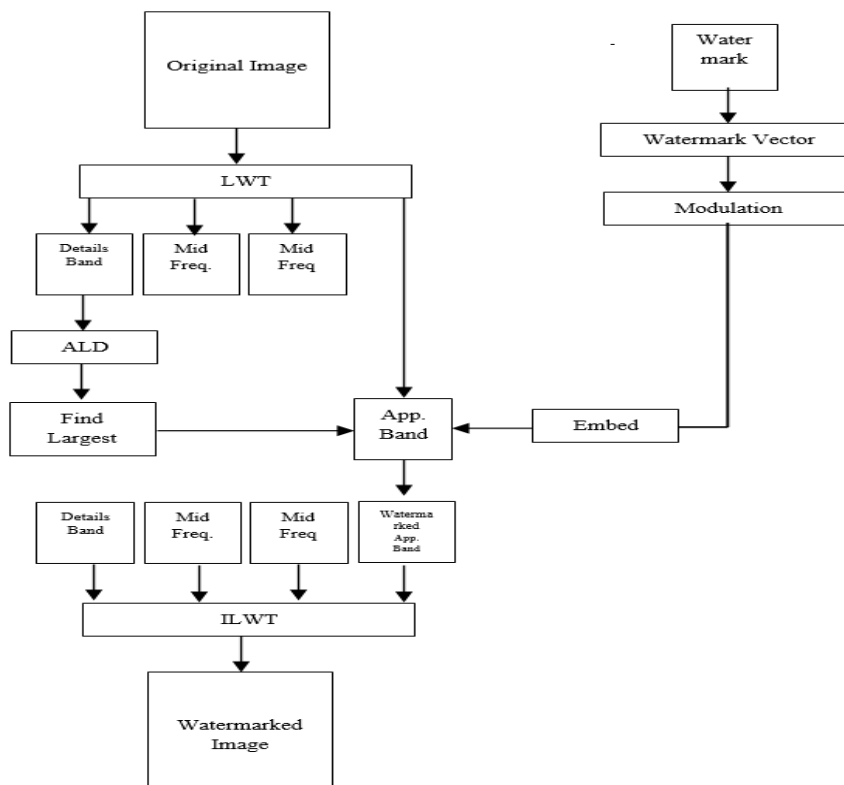 Original Image
Water
mark
Watermark Vector
LWT
Modulation
Details
Band
Mid
Freq.
Mid
Freq
ALD
Find
Largest
App.
Band
Embed
Details
Band
Mid
Freq.
Mid
Freq
Waterma
rked
App.
Band
ILWT
Watermarked
Image